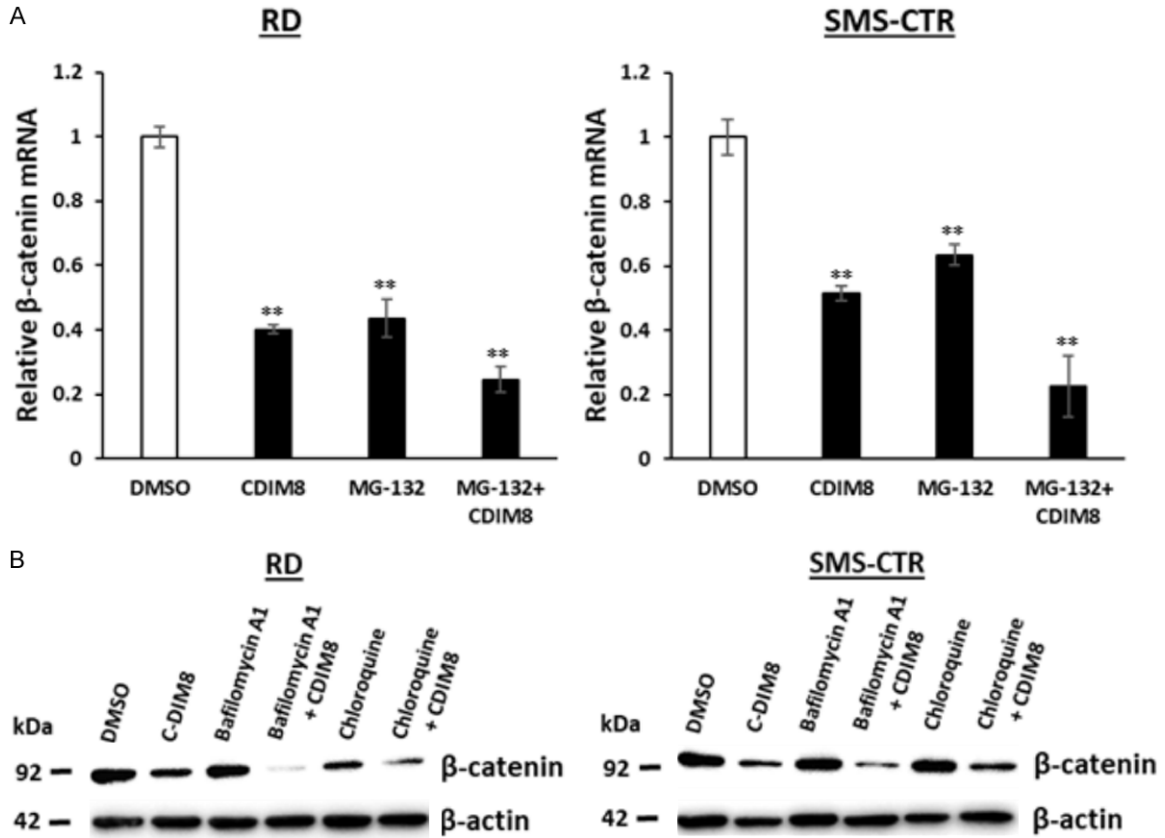 A
RD
SMS-CTR
Relative β-catenin mRNA
1.2
1
0.8
0.6
0.4
0.2
0
**
**
**
DMSO
CDIM8
MG-132
MG-132+
CDIM8
Relative β-catenin mRNA
1.2
1
0.8
0.6
0.4
0.2
0
**
**
**
DMSO
CDIM8
MG-132
MG-132+
CDIM8
B
RD
kDa
DMSO
C-DIM8
Bafilomycin A1
Bafilomycin A1
+ CDIM8
Chloroquine
Chloroquine
+ CDIM8
92
β-catenin
42
β-actin
SMS-CTR
kDa
DMSO
C-DIM8
Bafilomycin A1
Bafilomycin A1
+ CDIM8
Chloroquine
Chloroquine
+ CDIM8
92
β-catenin
42
β-actin